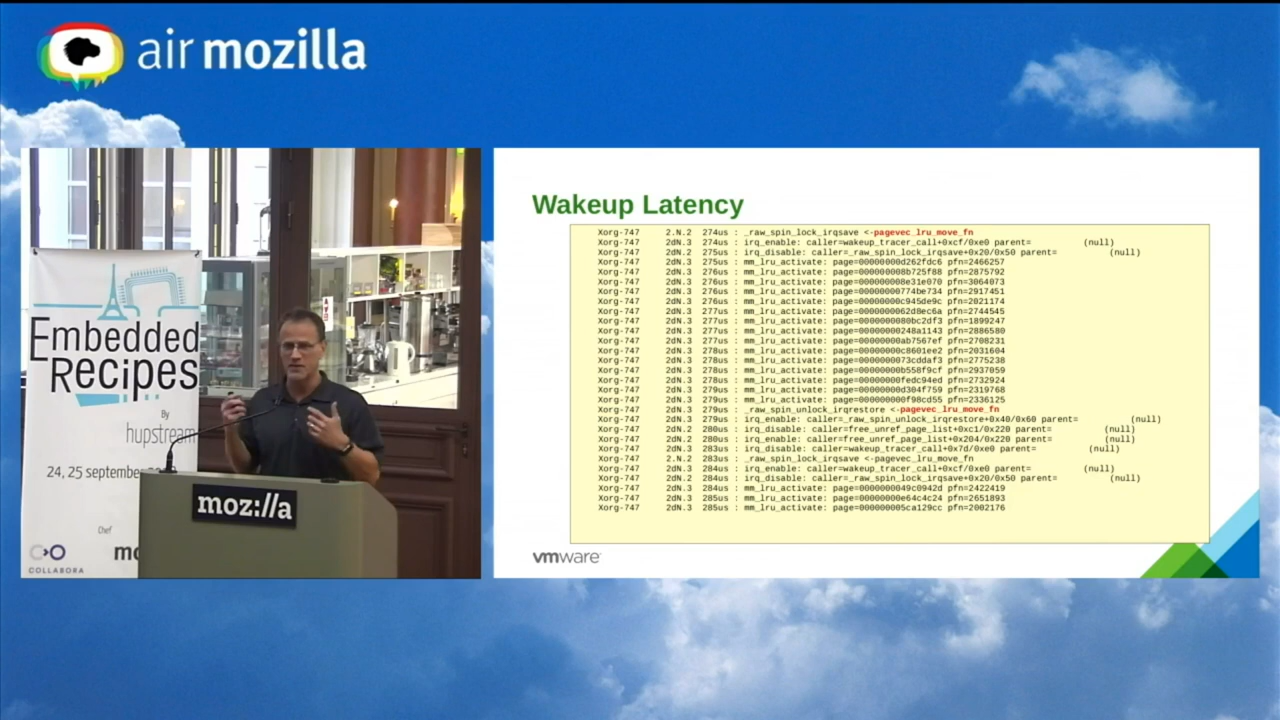 air mozilla
Embedded
Recipes
By
hupstream
24, 25 september
Chef
COLLABORA
moz://a
Wakeup Latency
Xorg-747 2.N.2 274us : _raw_spin_lock_irqsave <-pagevec_lru_move_fn
Xorg-747 2dN.3 274us : irq_enable: caller=wakeup_tracer_call+0xcf/0xe0 parent= (null)
Xorg-747 2dN.2 275us : irq_disable: caller=_raw_spin_lock_irqsave+0x20/0x50 parent= (null)
Xorg-747 2dN.3 275us : mm_lru_activate: page=00000000d262fdc6 pfn=2466257
Xorg-747 2dN.3 276us : mm_lru_activate: page=000000008b725f88 pfn=2875792
Xorg-747 2dN.3 276us : mm_lru_activate: page=000000008e31e070 pfn=3064073
Xorg-747 2dN.3 276us : mm_lru_activate: page=00000000774be734 pfn=2917451
Xorg-747 2dN.3 276us : mm_lru_activate: page=00000000c945de9c pfn=2021174
Xorg-747 2dN.3 276us : mm_lru_activate: page=0000000062d8ec6a pfn=2744545
Xorg-747 2dN.3 277us : mm_lru_activate: page=0000000080bc2df3 pfn=1899247
Xorg-747 2dN.3 277us : mm_lru_activate: page=00000000248a1143 pfn=2886580
Xorg-747 2dN.3 277us : mm_lru_activate: page=00000000ab7567ef pfn=2708231
Xorg-747 2dN.3 278us : mm_lru_activate: page=00000000c8601ee2 pfn=2031604
Xorg-747 2dN.3 278us : mm_lru_activate: page=0000000073cddaf3 pfn=2775238
Xorg-747 2dN.3 278us : mm_lru_activate: page=00000000b558f9cf pfn=2937059
Xorg-747 2dN.3 278us : mm_lru_activate: page=00000000fedc94ed pfn=2732924
Xorg-747 2dN.3 279us : mm_lru_activate: page=00000000d304f759 pfn=2319768
Xorg-747 2dN.3 279us : mm_lru_activate: page=00000000f98cd55 pfn=2336125
Xorg-747 2dN.3 279us : _raw_spin_unlock_irqrestore <-pagevec_lru_move_fn
Xorg-747 2dN.3 279us : irq_enable: caller=_raw_spin_unlock_irqrestore+0x40/0x60 parent= (null)
Xorg-747 2dN.2 280us : irq_disable: caller=free_unref_page_list+0xc1/0x220 parent= (null)
Xorg-747 2dN.2 280us : irq_enable: caller=free_unref_page_list+0x204/0x220 parent= (null)
Xorg-747 2dN.3 283us : irq_disable: caller=wakeup_tracer_call+0x7d/0xe0 parent= (null)
Xorg-747 2.N.2 283us : _raw_spin_lock_irqsave <-pagevec_lru_move_fn
Xorg-747 2dN.3 284us : irq_enable: caller=wakeup_tracer_call+0xcf/0xe0 parent= (null)
Xorg-747 2dN.2 284us : irq_disable: caller=_raw_spin_lock_irqsave+0x20/0x50 parent= (null)
Xorg-747 2dN.3 284us : mm_lru_activate: page=0000000049c0942d pfn=2422419
Xorg-747 2dN.3 285us : mm_lru_activate: page=00000000e64c4c24 pfn=2651893
Xorg-747 2dN.3 285us : mm_lru_activate: page=000000005ca129cc pfn=2002176
vmware